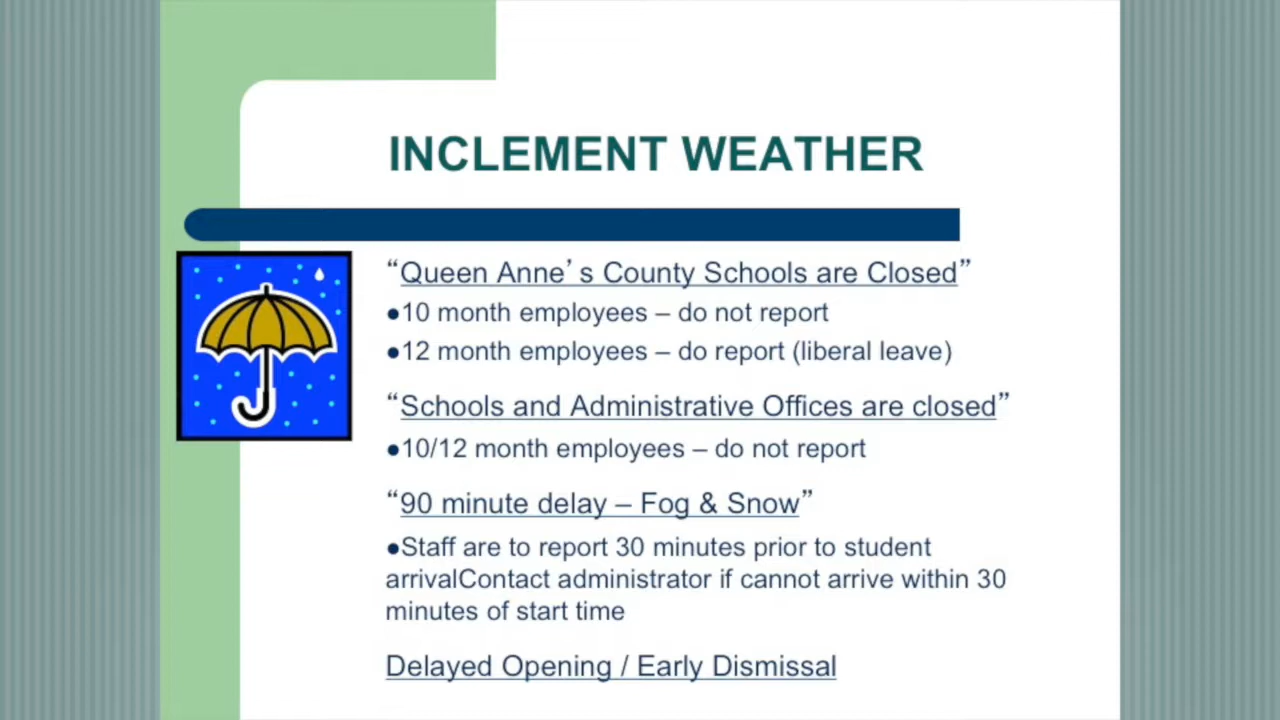 INCLEMENT WEATHER
“Queen Anne’s County Schools are Closed”
●10 month employees – do not report
●12 month employees – do report (liberal leave)
“Schools and Administrative Offices are closed”
●10/12 month employees – do not report
“90 minute delay – Fog & Snow”
●Staff are to report 30 minutes prior to student
arrivalContact administrator if cannot arrive within 30
minutes of start time
Delayed Opening / Early Dismissal